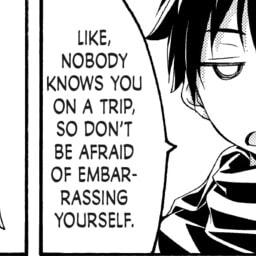 LIKE,
NOBODY
KNOWS YOU
ON A TRIP,
SO DON'T
BE AFRAID
OF EMBAR-
RASSING
YOURSELF.